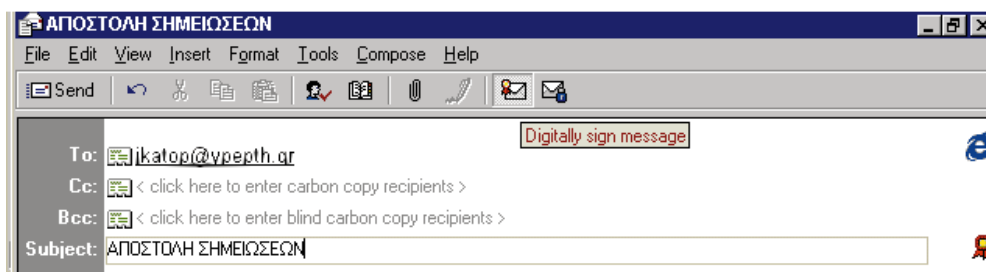 ΑΠΟΣΤΟΛΗ ΣΗΜΕΙΩΣΕΩΝ
File Edit View Insert Format Tools Compose Help
Send
Digitally sign message
To: jkatop@ypepth.gr
Cc: < click here to enter carbon copy recipients >
Bcc: < click here to enter blind carbon copy recipients >
Subject: ΑΠΟΣΤΟΛΗ ΣΗΜΕΙΩΣΕΩΝ